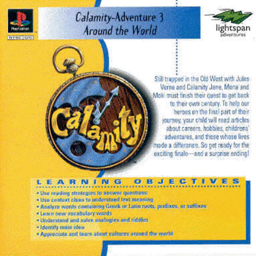 Calamity-Adventure 3
Around the World
PlayStation
lightspan
adventures
Calamity
Still trapped in the Old West with Jules
Verne and Calamity Jane, Mensi and
Moki must finish their quest to get back
to their own century. To help our
heroes on the final part of their
journey, your child will read articles
about careers, hobbies, childrens'
adventures, and those whose lives
made a difference. So get ready for the
exciting finale—and a surprise ending!
LEARNING OBJECTIVES
• Use reading strategies to answer questions
• Use context clues to understand text meaning
• Analyze words containing Greek or Latin roots, prefixes, or suffixes
• Learn new vocabulary words
• Understand and solve analogies and riddles
• Identify main idea
• Appreciate and learn about cultures around the world